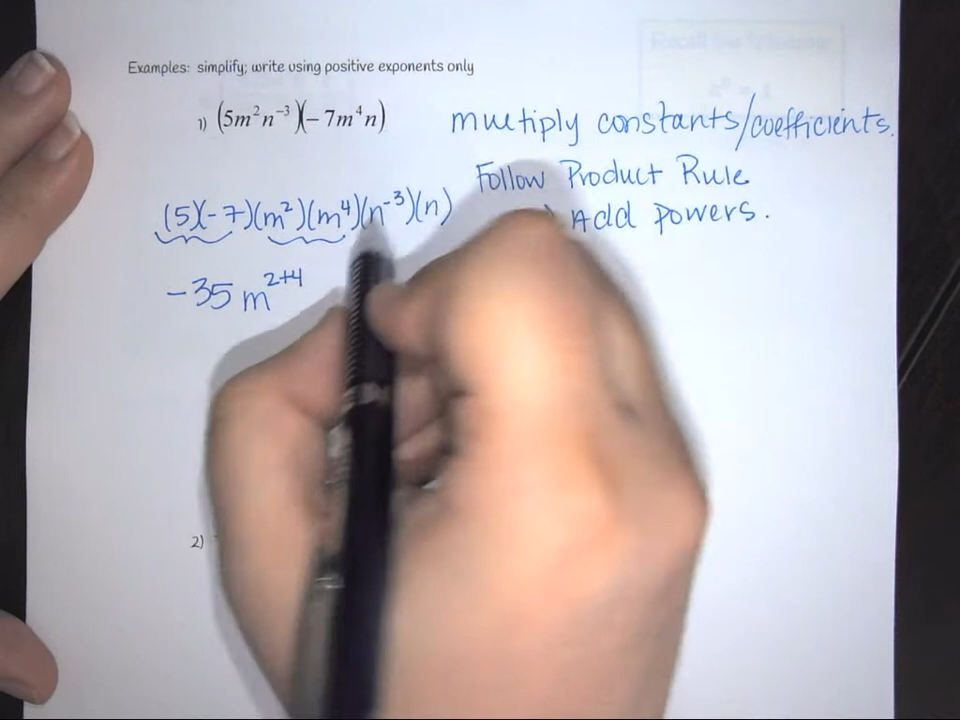 Examples: simplify; write using positive exponents only
1) (5m²n⁻³)(−7m⁴n)
multiply constants/coefficients.
Follow Product Rule
Add powers.
(5)(-7)(m²)(m⁴)(n⁻³)(n)
-35 m²⁺⁴
2)